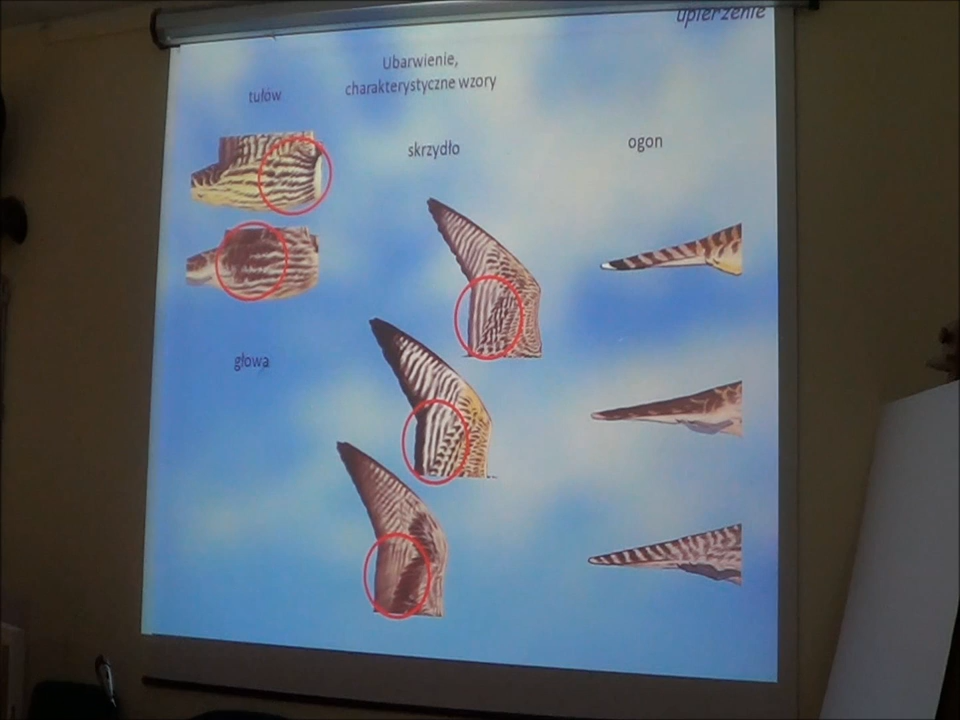 upierzenie
Ubarwienie,
charakterystyczne wzory
tułów
skrzydło
ogon
głowa